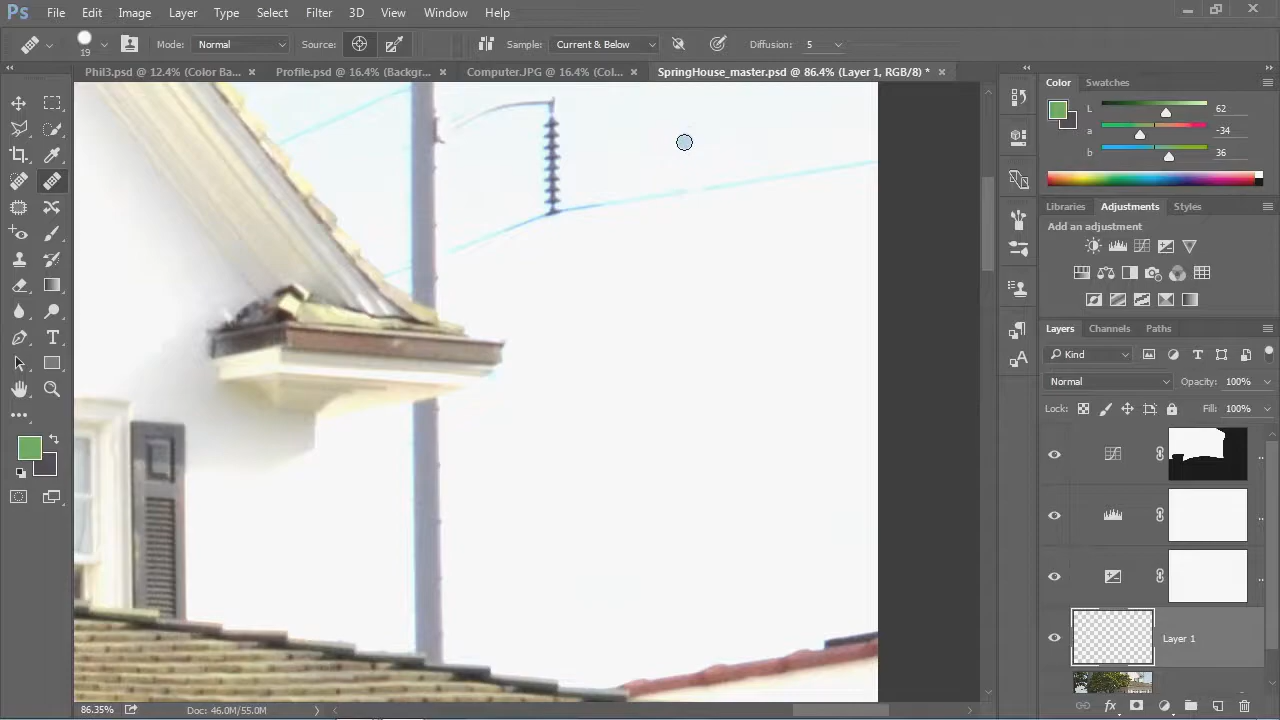 Ps File Edit Image Layer Type Select Filter 3D View Window Help
19 Mode: Normal Source: Sample: Current & Below Diffusion: 5
Phil3.psd @ 12.4% (Color Ba... × Profile.psd @ 16.4% (Backgr... × Computer.JPG @ 16.4% (Col... × SpringHouse_master.psd @ 86.4% (Layer 1, RGB/8) * ×
Color Swatches
L 62
a -34
b 36
Libraries Adjustments Styles
Add an adjustment
Layers Channels Paths
Kind
Normal Opacity: 100%
Lock: Fill: 100%
Layer 1
86.35% Doc: 46.0M/55.0M
fx